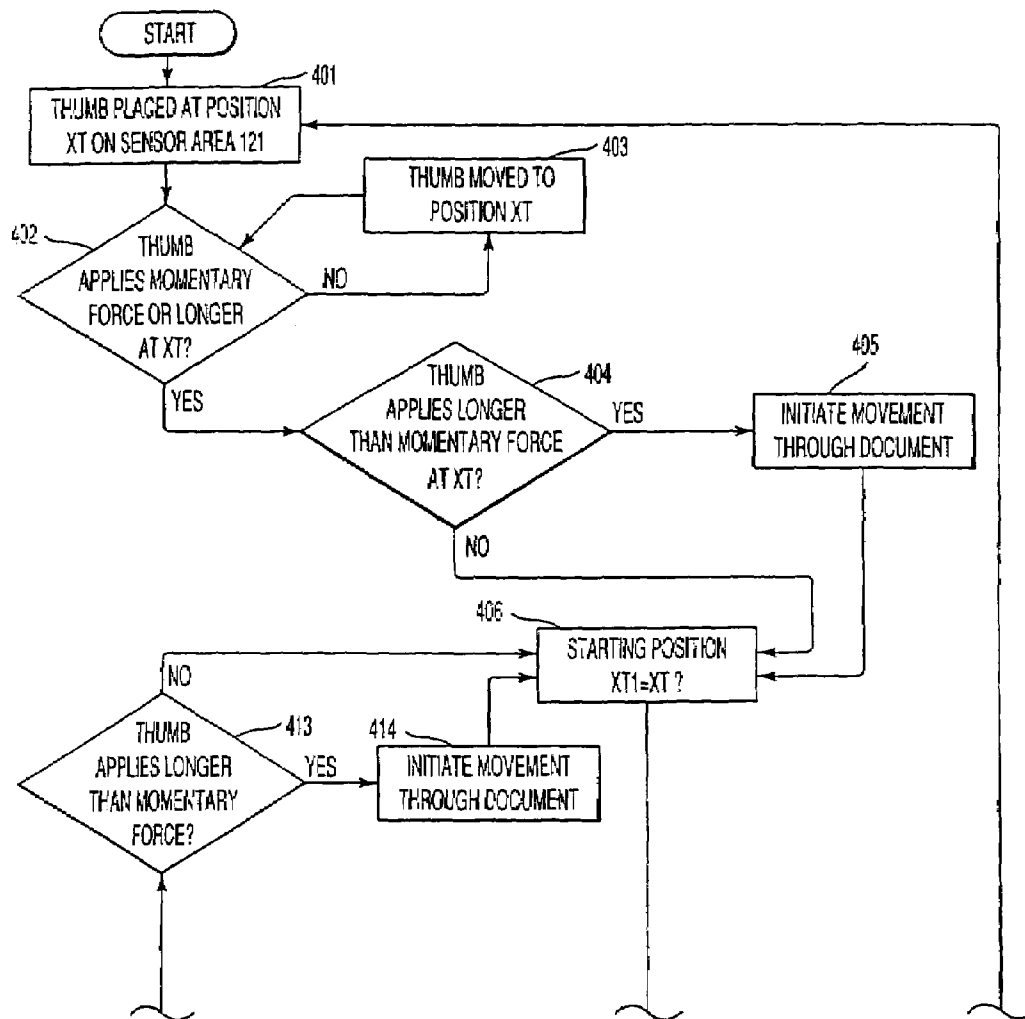 START
401
THUMB PLACED AT POSITION
XT ON SENSOR AREA 121
403
THUMB MOVED TO
POSITION XT
402
THUMB
APPLIES MOMENTARY
FORCE OR LONGER
AT XT?
NO
YES
404
THUMB
APPLIES LONGER
THAN MOMENTARY FORCE
AT XT?
YES
405
INITIATE MOVEMENT
THROUGH DOCUMENT
NO
406
STARTING POSITION
XT1=XT ?
NO
413
THUMB
APPLIES LONGER
THAN MOMENTARY
FORCE?
YES
414
INITIATE MOVEMENT
THROUGH DOCUMENT